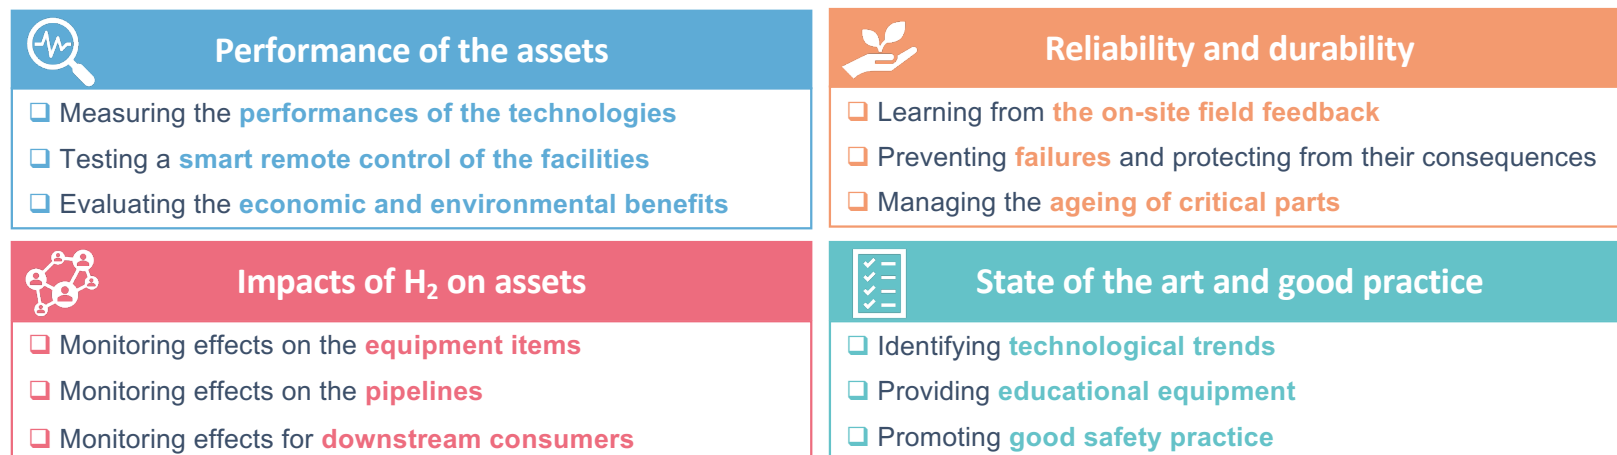 Performance of the assets
❑ Measuring the performances of the technologies
❑ Testing a smart remote control of the facilities
❑ Evaluating the economic and environmental benefits
Reliability and durability
❑ Learning from the on-site field feedback
❑ Preventing failures and protecting from their consequences
❑ Managing the ageing of critical parts
Impacts of H₂ on assets
❑ Monitoring effects on the equipment items
❑ Monitoring effects on the pipelines
❑ Monitoring effects for downstream consumers
State of the art and good practice
❑ Identifying technological trends
❑ Providing educational equipment
❑ Promoting good safety practice